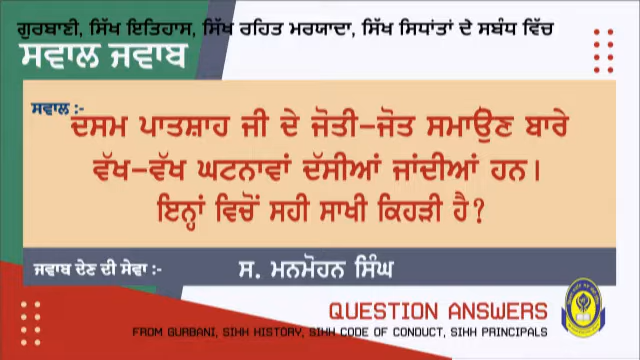 ਗੁਰਬਾਣੀ, ਸਿੱਖ ਇਤਿਹਾਸ, ਸਿੱਖ ਰਹਿਤ ਮਰਯਾਦਾ, ਸਿੱਖ ਸਿਧਾਂਤਾਂ ਦੇ ਸਬੰਧ ਵਿੱਚ
ਸਵਾਲ ਜਵਾਬ
ਸਵਾਲ :-
ਦਸਮ ਪਾਤਸ਼ਾਹ ਜੀ ਦੇ ਜੋਤੀ-ਜੋਤ ਸਮਾਉਣ ਬਾਰੇ
ਵੱਖ-ਵੱਖ ਘਟਨਾਵਾਂ ਦੱਸੀਆਂ ਜਾਂਦੀਆਂ ਹਨ।
ਇਨ੍ਹਾਂ ਵਿਚੋਂ ਸਹੀ ਸਾਖੀ ਕਿਹੜੀ ਹੈ?
ਜਵਾਬ ਦੇਣ ਦੀ ਸੇਵਾ :- ਸ. ਮਨਮੋਹਨ ਸਿੰਘ
QUESTION ANSWERS
FROM GURBANI, SIKH HISTORY, SIKH CODE OF CONDUCT, SIKH PRINCIPALS